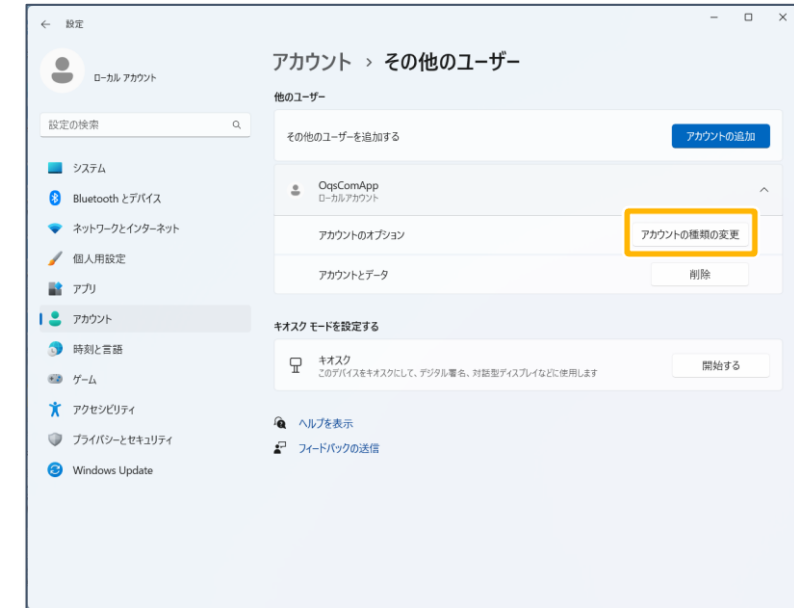 設定
ローカル アカウント
設定の検索
システム
Bluetooth とデバイス
ネットワークとインターネット
個人用設定
アプリ
アカウント
時刻と言語
ゲーム
アクセシビリティ
プライバシーとセキュリティ
Windows Update
アカウント › その他のユーザー
他のユーザー
その他のユーザーを追加する
アカウントの追加
OqsComApp
ローカルアカウント
アカウントのオプション
アカウントの種類の変更
アカウントとデータ
削除
キオスク モードを設定する
キオスク
このデバイスをキオスクにして、デジタル署名、対話型ディスプレイなどに使用します
開始する
ヘルプを表示
フィードバックの送信